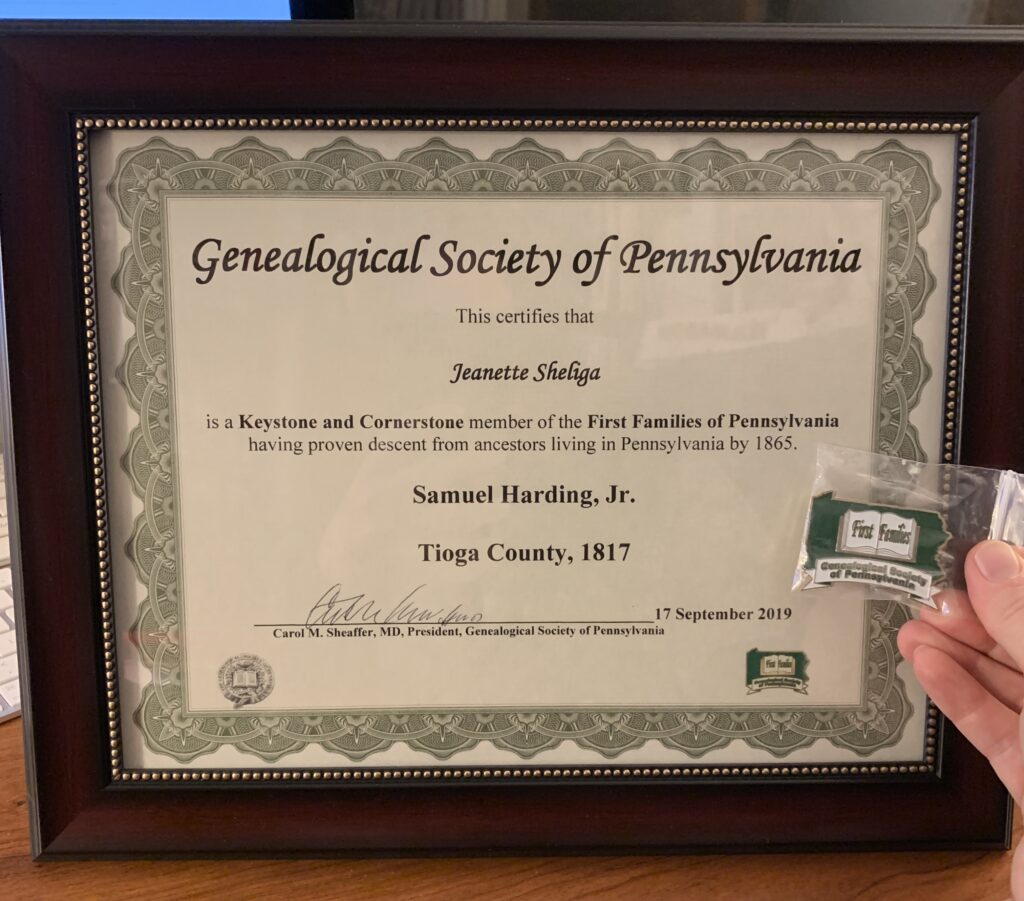 Genealogical Society of Pennsylvania
This certifies that
Jeanette Sheliga
is a Keystone and Cornerstone member of the First Families of Pennsylvania
having proven descent from ancestors living in Pennsylvania by 1865.
Samuel Harding, Jr.
Tioga County, 1817
17 September 2019
Carol M. Sheaffer, MD, President, Genealogical Society of Pennsylvania
First Families
Genealogical Society
of Pennsylvania
First Families